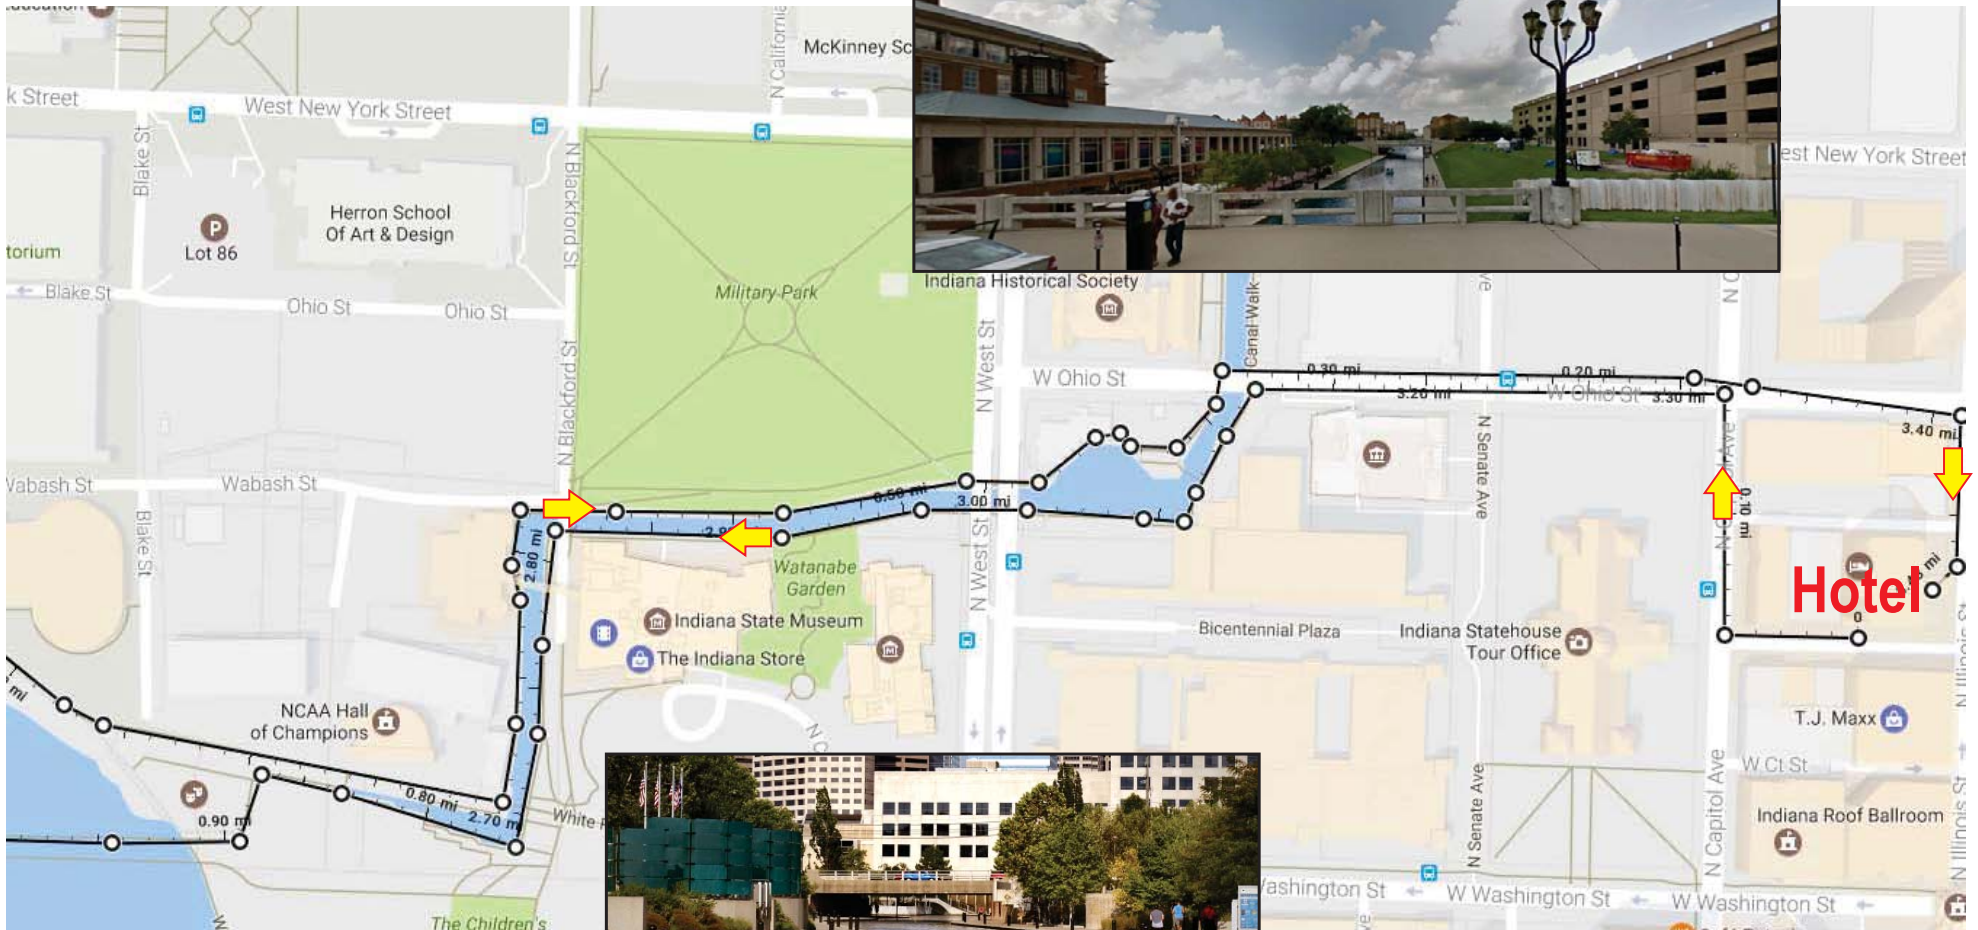 McKinney Sc
N California
k Street
West New York Street
est New York Street
Blake St
N Blackford St
Herron School
Of Art & Design
P
Lot 86
torium
Blake St
Ohio St
Ohio St
Military Park
Indiana Historical Society
Canal Walk
N West St
W Ohio St
0.30 mi
0.20 mi
3.20 mi
W Ohio St
3.30 mi
3.40 mi
N Blackford St
N Senate Ave
Wabash St
Wabash St
0.50 mi
3.00 mi
0.10 mi
Blake St
2.80 mi
Watanabe
Garden
N West St
Hotel
0
Indiana State Museum
The Indiana Store
Bicentennial Plaza
Indiana Statehouse
Tour Office
mi
NCAA Hall
of Champions
T.J. Maxx
W Ct St
N Capitol Ave
N Senate Ave
N Illinois St
0.80 mi
2.70 m
0.90 m
White
Indiana Roof Ballroom
Washington St
W Washington St
W Washington St
The Children's